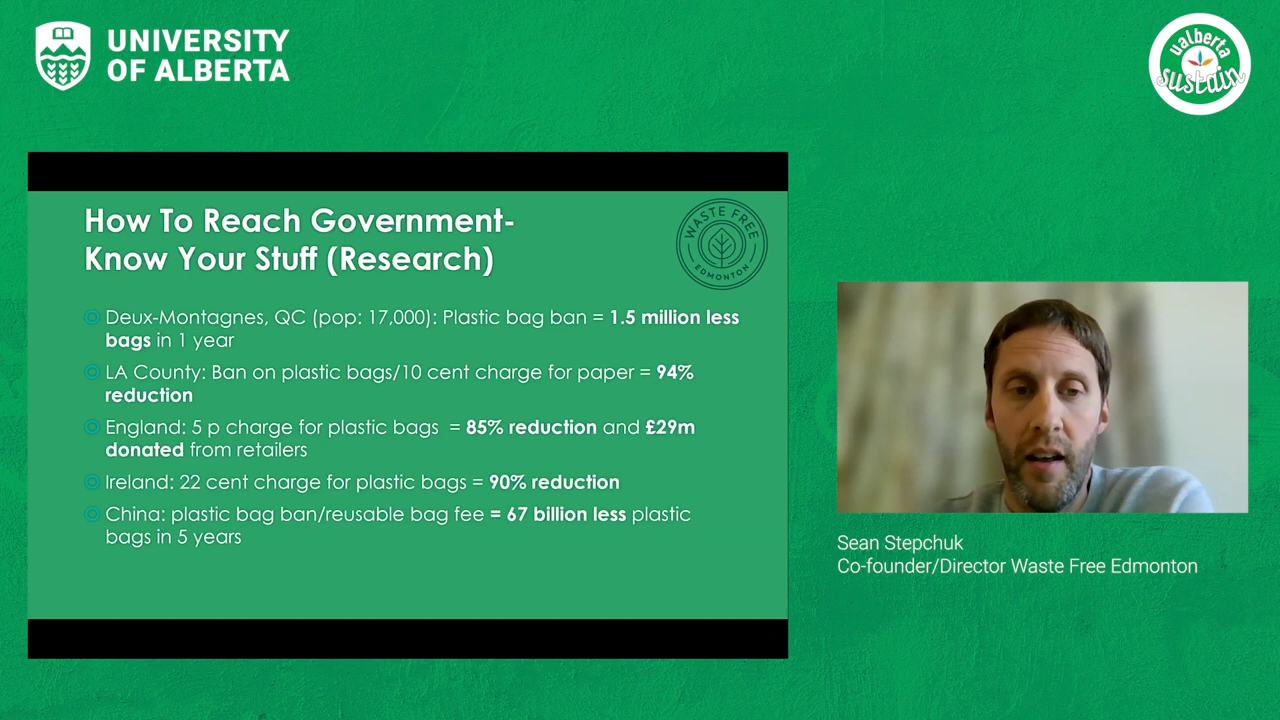 UNIVERSITY
OF ALBERTA
ualberta
sustain
How To Reach Government-
Know Your Stuff (Research)
WASTE FREE
EDMONTON
Deux-Montagnes, QC (pop: 17,000): Plastic bag ban = 1.5 million less
bags in 1 year
LA County: Ban on plastic bags/10 cent charge for paper = 94%
reduction
England: 5 p charge for plastic bags = 85% reduction and £29m
donated from retailers
Ireland: 22 cent charge for plastic bags = 90% reduction
China: plastic bag ban/reusable bag fee = 67 billion less plastic
bags in 5 years
Sean Stepchuk
Co-founder/Director Waste Free Edmonton